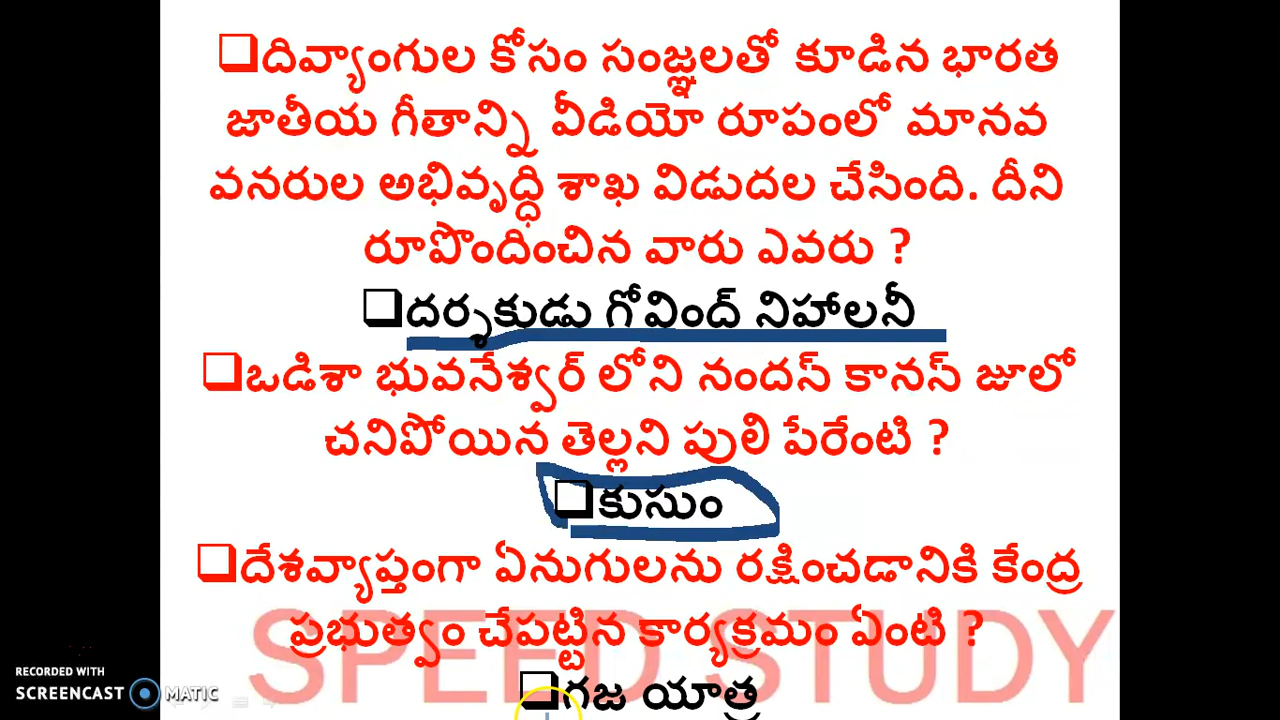 ❑దివ్యాంగుల కోసం సంజ్ఞలతో కూడిన భారత
జాతీయ గీతాన్ని వీడియో రూపంలో మానవ
వనరుల అభివృద్ధి శాఖ విడుదల చేసింది. దీని
రూపొందించిన వారు ఎవరు ?
❑దర్శకుడు గోవింద్ నిహాలనీ
❑ఒడిశా భువనేశ్వర్ లోని నందన్ కానన్ జూలో
చనిపోయిన తెల్లని పులి పేరేంటి ?
❑కుసుం
❑దేశవ్యాప్తంగా ఏనుగులను రక్షించడానికి కేంద్ర
ప్రభుత్వం చేపట్టిన కార్యక్రమం ఏంటి ?
SPEED STUDY
❑గజ యాత్ర
RECORDED WITH
SCREENCAST MATIC